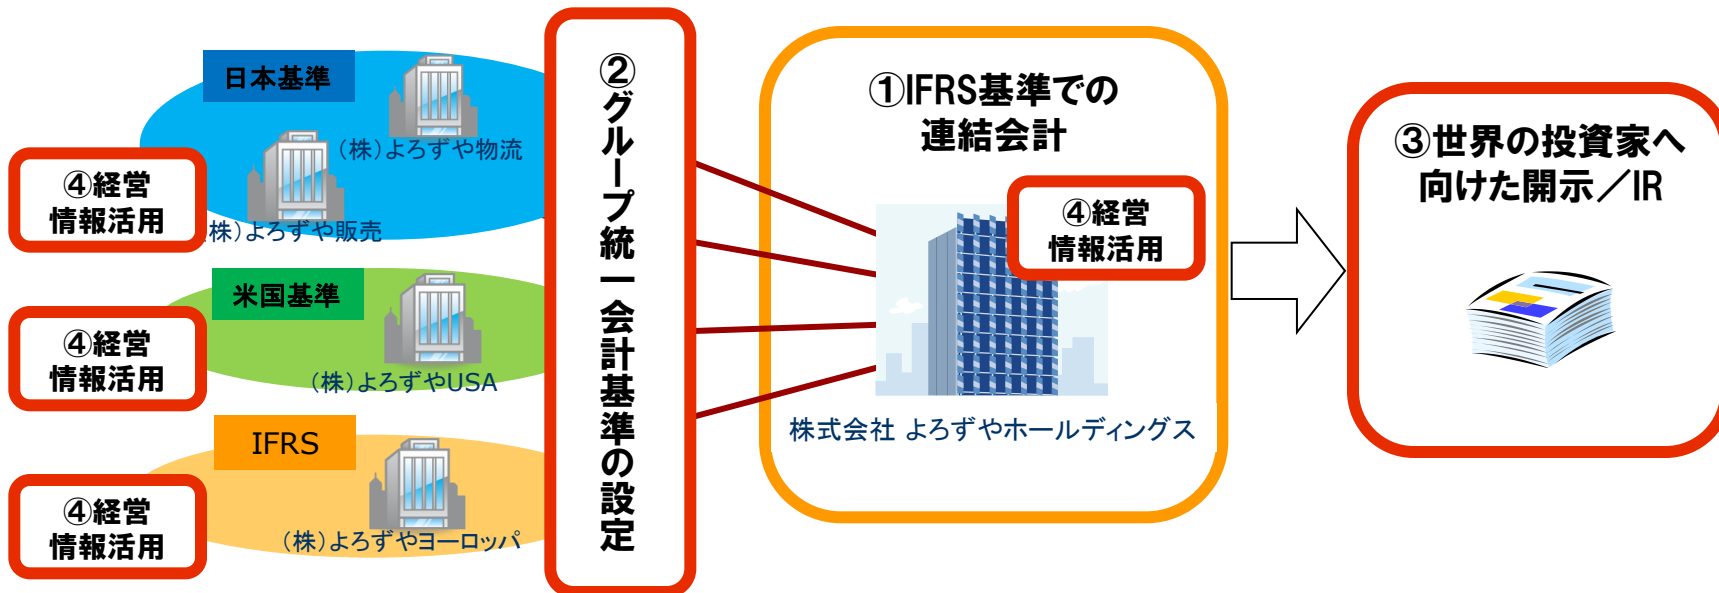 日本基準
(株)よろずや物流
④経営
情報活用
(株)よろずや販売
米国基準
④経営
情報活用
(株)よろずやUSA
IFRS
④経営
情報活用
(株)よろずやヨーロッパ
②グループ統一会計基準の設定
①IFRS基準での
連結会計
④経営
情報活用
株式会社 よろずやホールディングス
③世界の投資家へ
向けた開示／IR